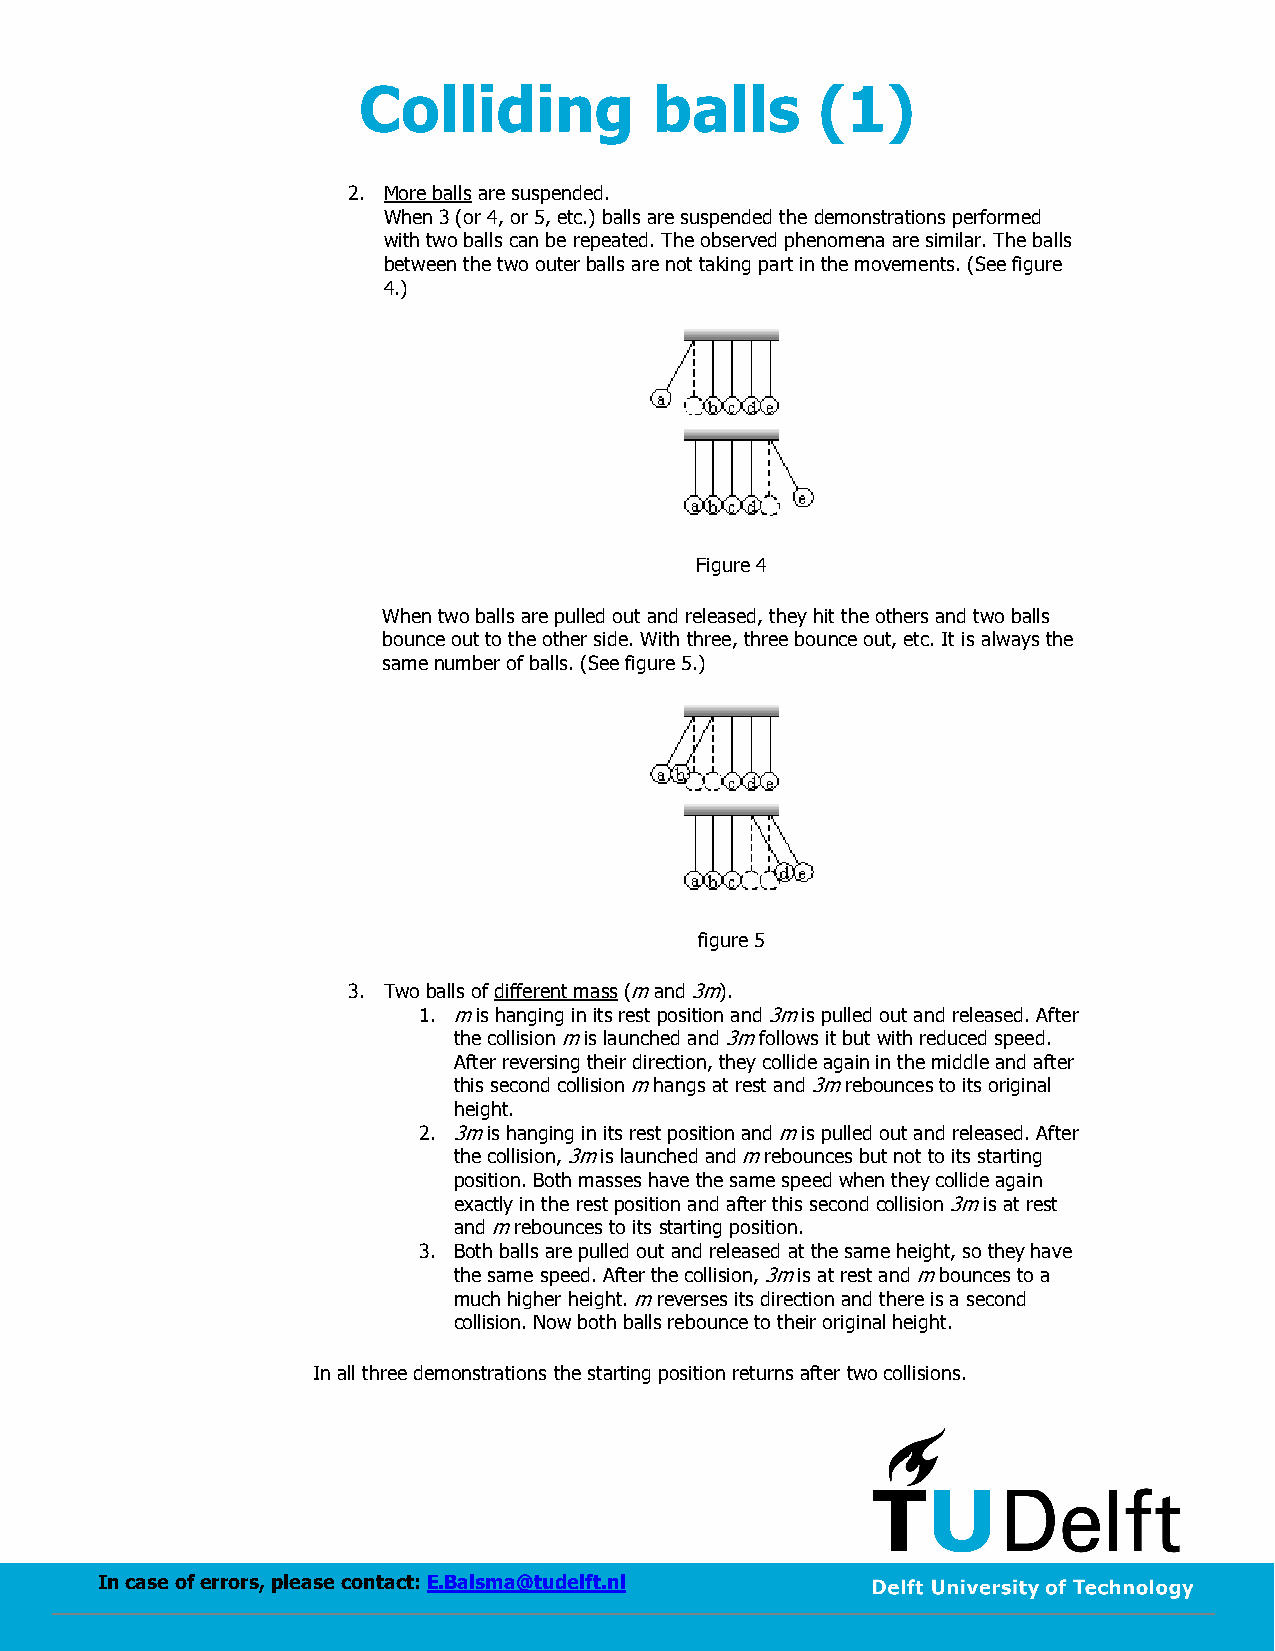 Colliding balls (1)
2. More balls are suspended.
When 3 (or 4, or 5, etc.) balls are suspended the demonstrations performed
with two balls can be repeated. The observed phenomena are similar. The balls
between the two outer balls are not taking part in the movements. (See figure
4.)
a b c d e
a b c d e
Figure 4
When two balls are pulled out and released, they hit the others and two balls
bounce out to the other side. With three, three bounce out, etc. It is always the
same number of balls. (See figure 5.)
a b c d e
a b c d e
figure 5
3. Two balls of different mass (m and 3m).
1. m is hanging in its rest position and 3m is pulled out and released. After
the collision m is launched and 3m follows it but with reduced speed.
After reversing their direction, they collide again in the middle and after
this second collision m hangs at rest and 3m rebounces to its original
height.
2. 3m is hanging in its rest position and m is pulled out and released. After
the collision, 3m is launched and m rebounces but not to its starting
position. Both masses have the same speed when they collide again
exactly in the rest position and after this second collision 3m is at rest
and m rebounces to its starting position.
3. Both balls are pulled out and released at the same height, so they have
the same speed. After the collision, 3m is at rest and m bounces to a
much higher height. m reverses its direction and there is a second
collision. Now both balls rebounce to their original height.
In all three demonstrations the starting position returns after two collisions.
TUDelft
In case of errors, please contact: E.Balsma@tudelft.nl
Delft University of Technology